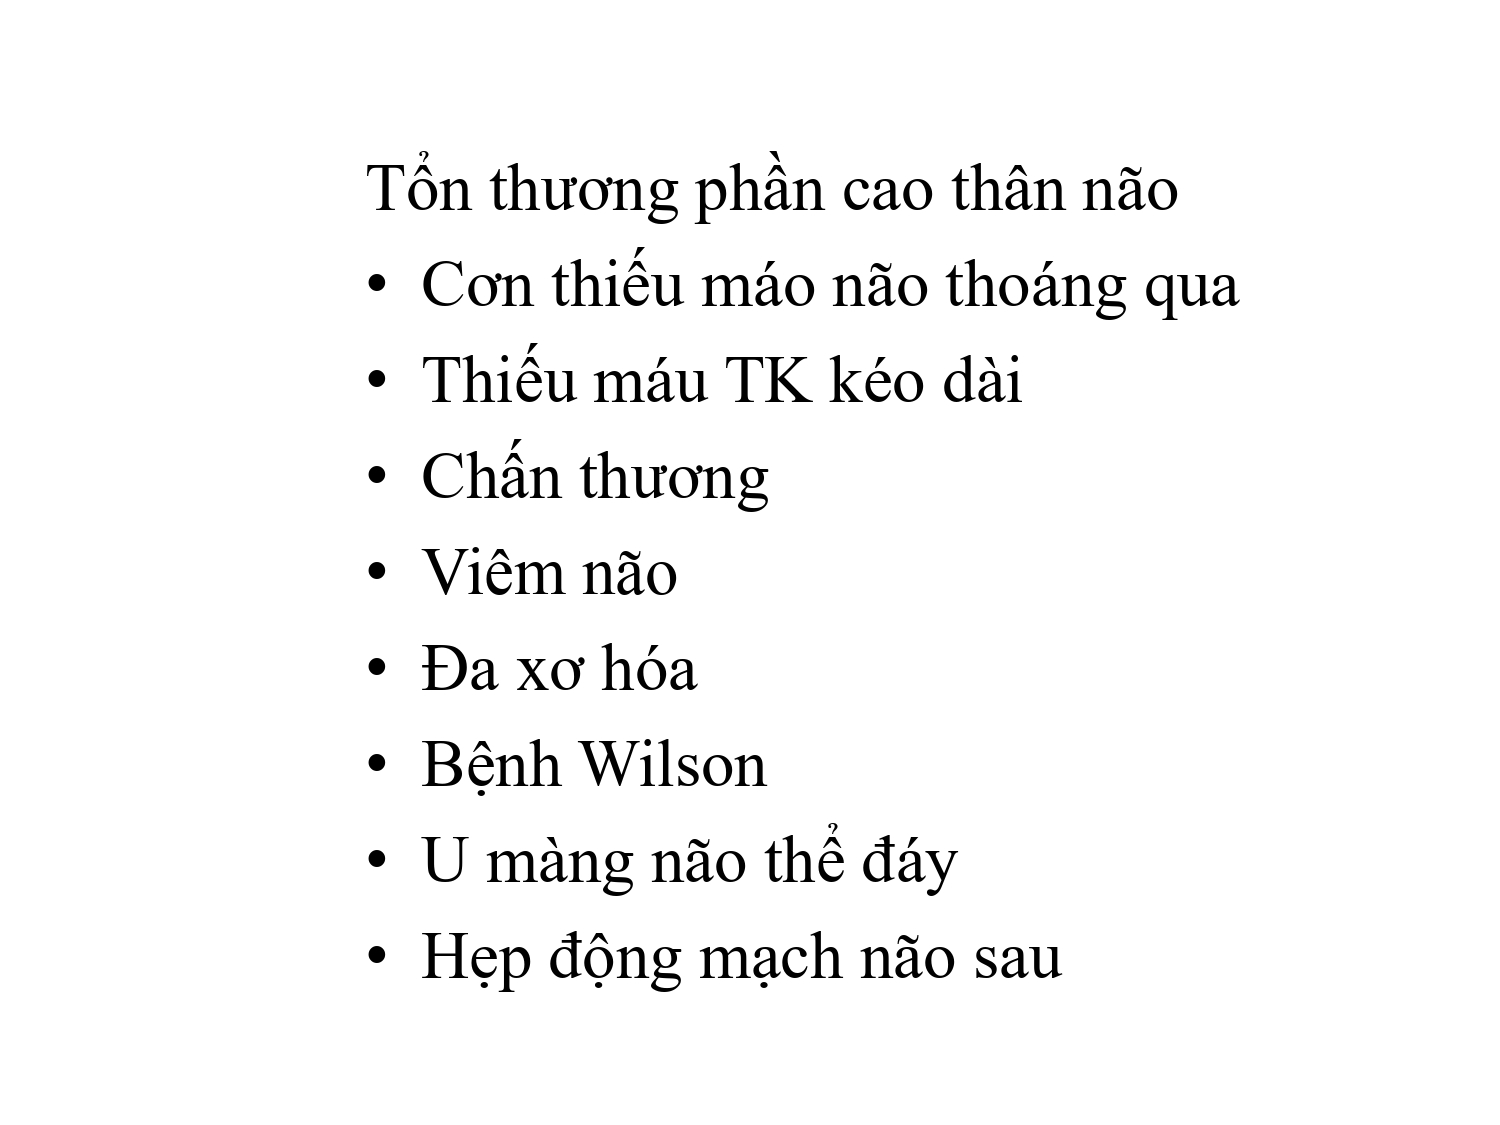 Tổn thương phần cao thân não
• Cơn thiếu máo não thoáng qua
• Thiếu máu TK kéo dài
• Chấn thương
• Viêm não
• Đa xơ hóa
• Bệnh Wilson
• U màng não thể đáy
• Hẹp động mạch não sau